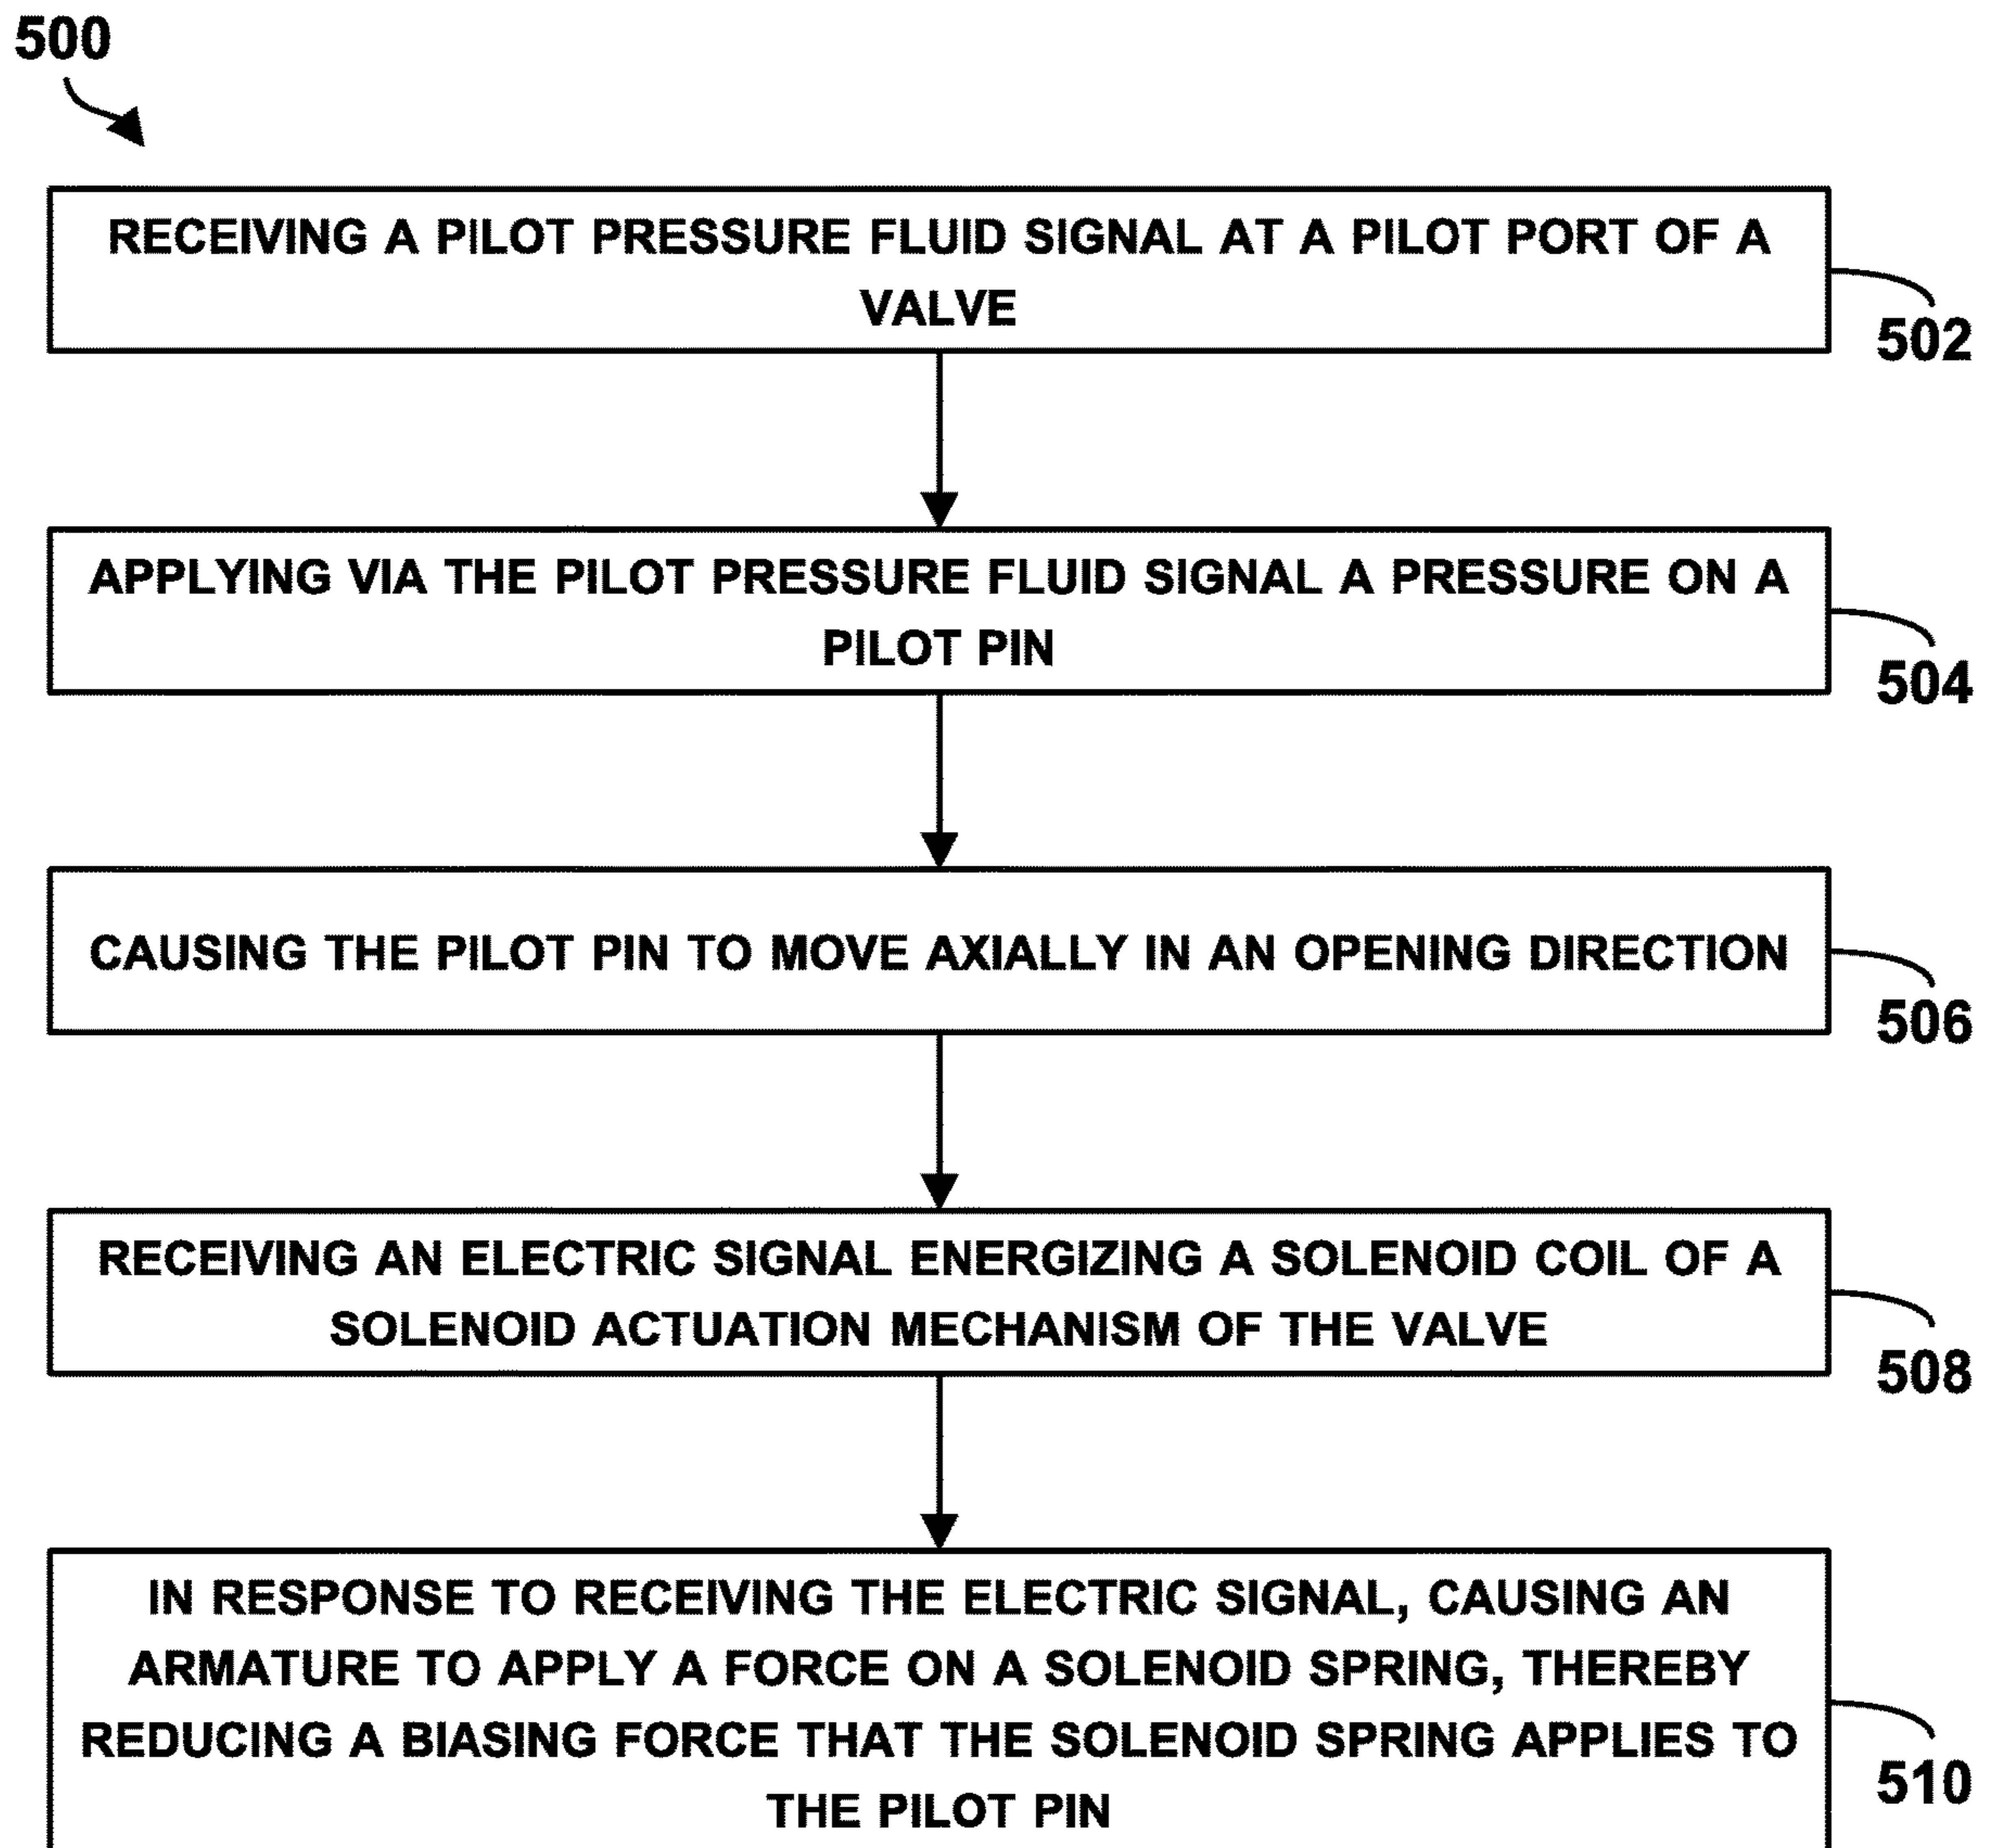 500
RECEIVING A PILOT PRESSURE FLUID SIGNAL AT A PILOT PORT OF A
VALVE
502
APPLYING VIA THE PILOT PRESSURE FLUID SIGNAL A PRESSURE ON A
PILOT PIN
504
CAUSING THE PILOT PIN TO MOVE AXIALLY IN AN OPENING DIRECTION
506
RECEIVING AN ELECTRIC SIGNAL ENERGIZING A SOLENOID COIL OF A
SOLENOID ACTUATION MECHANISM OF THE VALVE
508
IN RESPONSE TO RECEIVING THE ELECTRIC SIGNAL, CAUSING AN
ARMATURE TO APPLY A FORCE ON A SOLENOID SPRING, THEREBY
REDUCING A BIASING FORCE THAT THE SOLENOID SPRING APPLIES TO
THE PILOT PIN
510